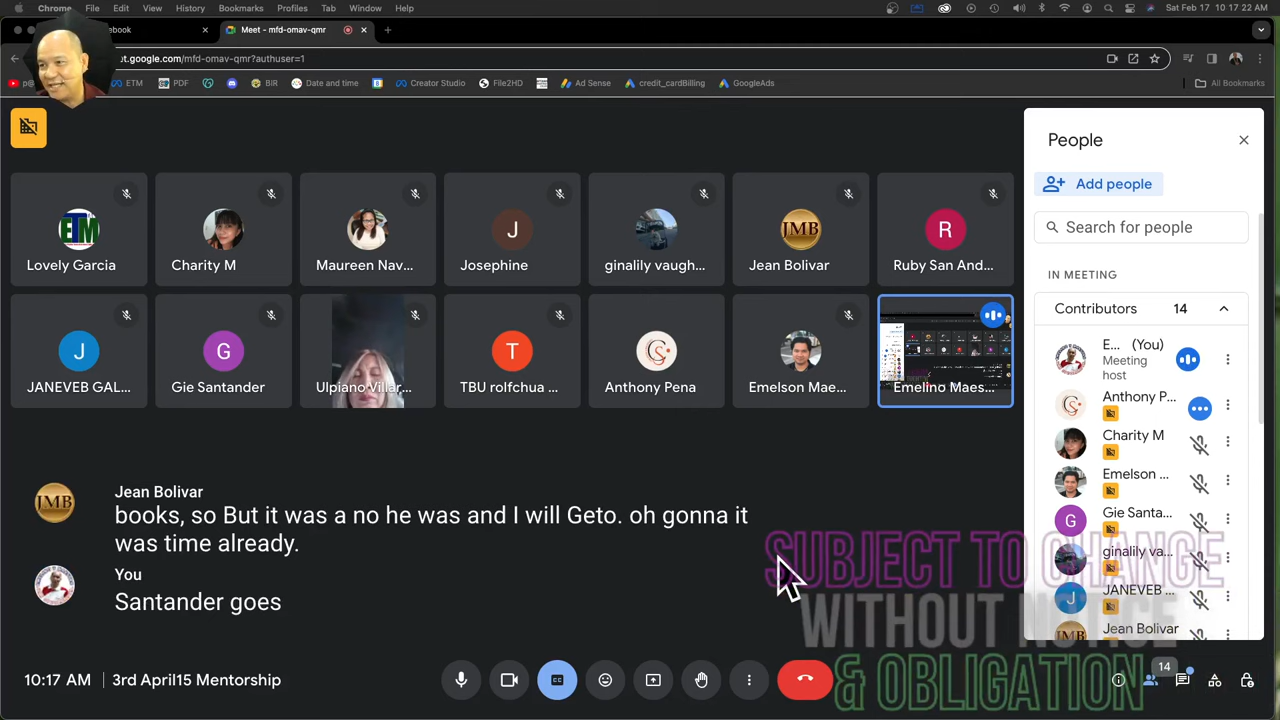 Chrome File Edit View History Bookmarks Profiles Tab Window Help Sat Feb 17 10:17:22 AM
Meet - mfd-omav-qmr
.google.com/mfd-omav-qmr?authuser=1
ETM PDF BIR Date and time Creator Studio File2HD Ad Sense credit_cardBilling GoogleAds All Bookmarks
People
Add people
Search for people
IN MEETING
Contributors 14
E... (You)
Meeting
host
Anthony P...
Charity M
Emelson ...
Gie Santa...
ginalily va...
JANEVEB ...
Jean Bolivar
ETM
Lovely Garcia
Charity M
Maureen Nav...
J
Josephine
ginalily vaugh...
JMB
Jean Bolivar
R
Ruby San And...
J
JANEVEB GAL...
G
Gie Santander
Ulpiano Villar...
T
TBU rolfchua ...
Anthony Pena
Emelson Mae...
Emelino Maes...
JMB
Jean Bolivar
books, so But it was a no he was and I will Geto. oh gonna it
was time already.
You
Santander goes
SUBJECT TO CHANGE
WITHOUT NOTICE
& OBLIGATION
10:17 AM | 3rd April15 Mentorship
CC
14